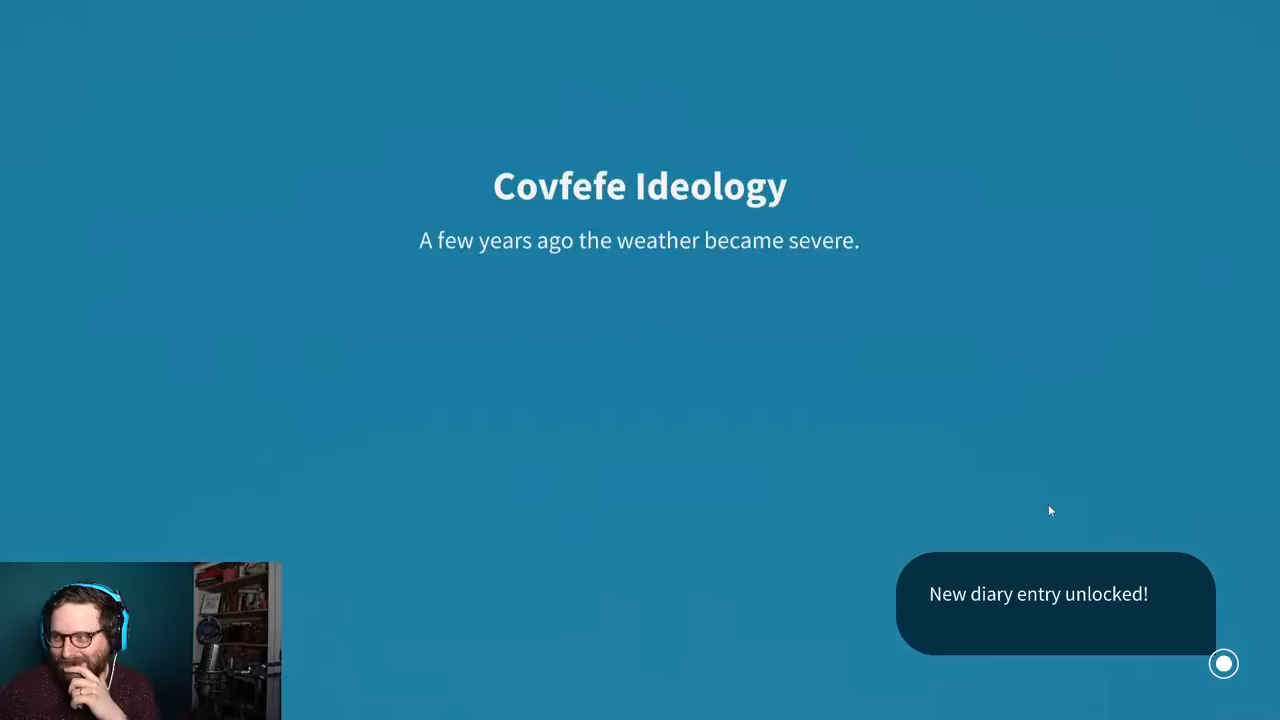 Covfefe Ideology
A few years ago the weather became severe.
New diary entry unlocked!